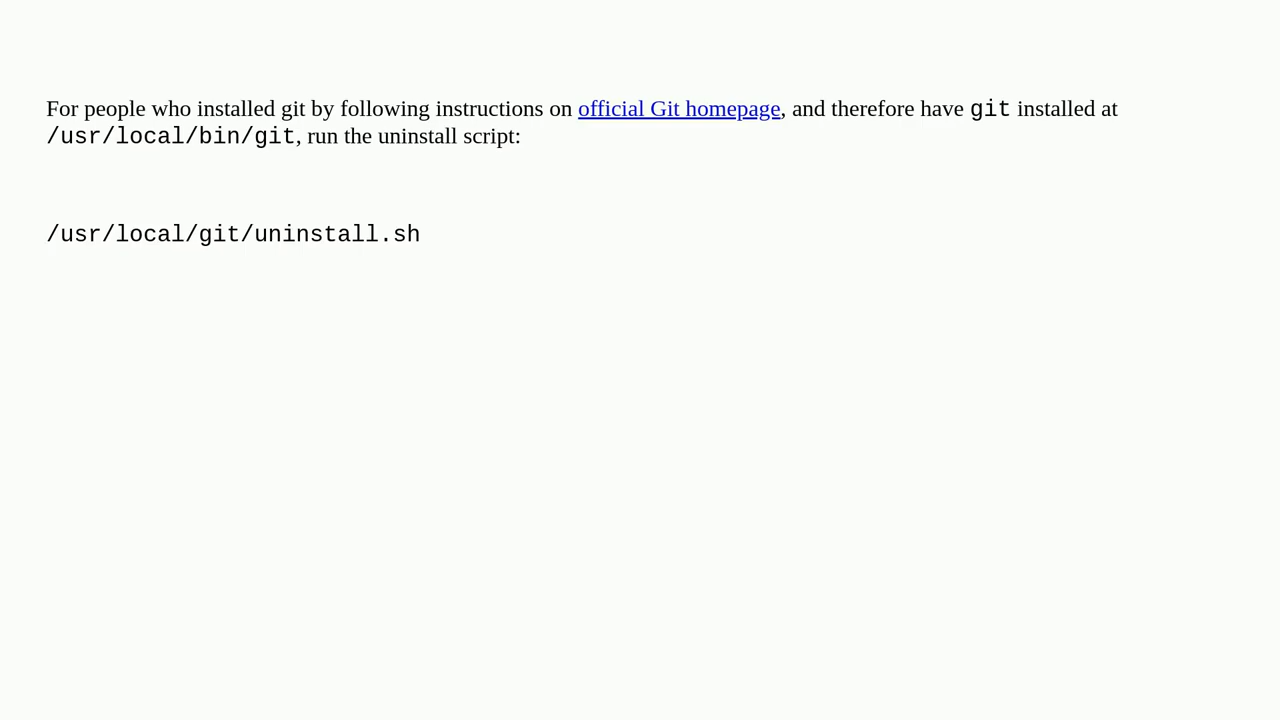 For people who installed git by following instructions on official Git homepage, and therefore have git installed at
/usr/local/bin/git, run the uninstall script:
/usr/local/git/uninstall.sh